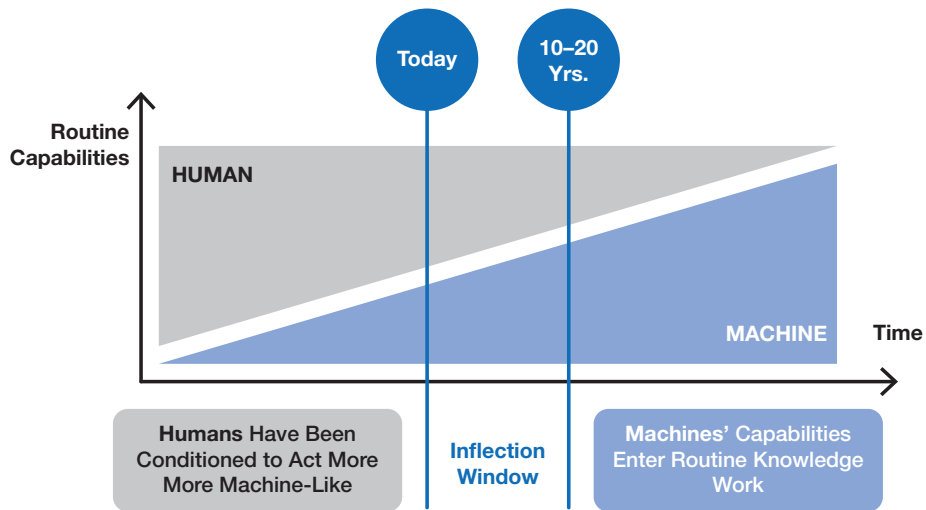 Today
10–20
Yrs.
Routine
Capabilities
HUMAN
MACHINE
Time
Humans Have Been
Conditioned to Act More
More Machine-Like
Inflection
Window
Machines’ Capabilities
Enter Routine Knowledge
Work